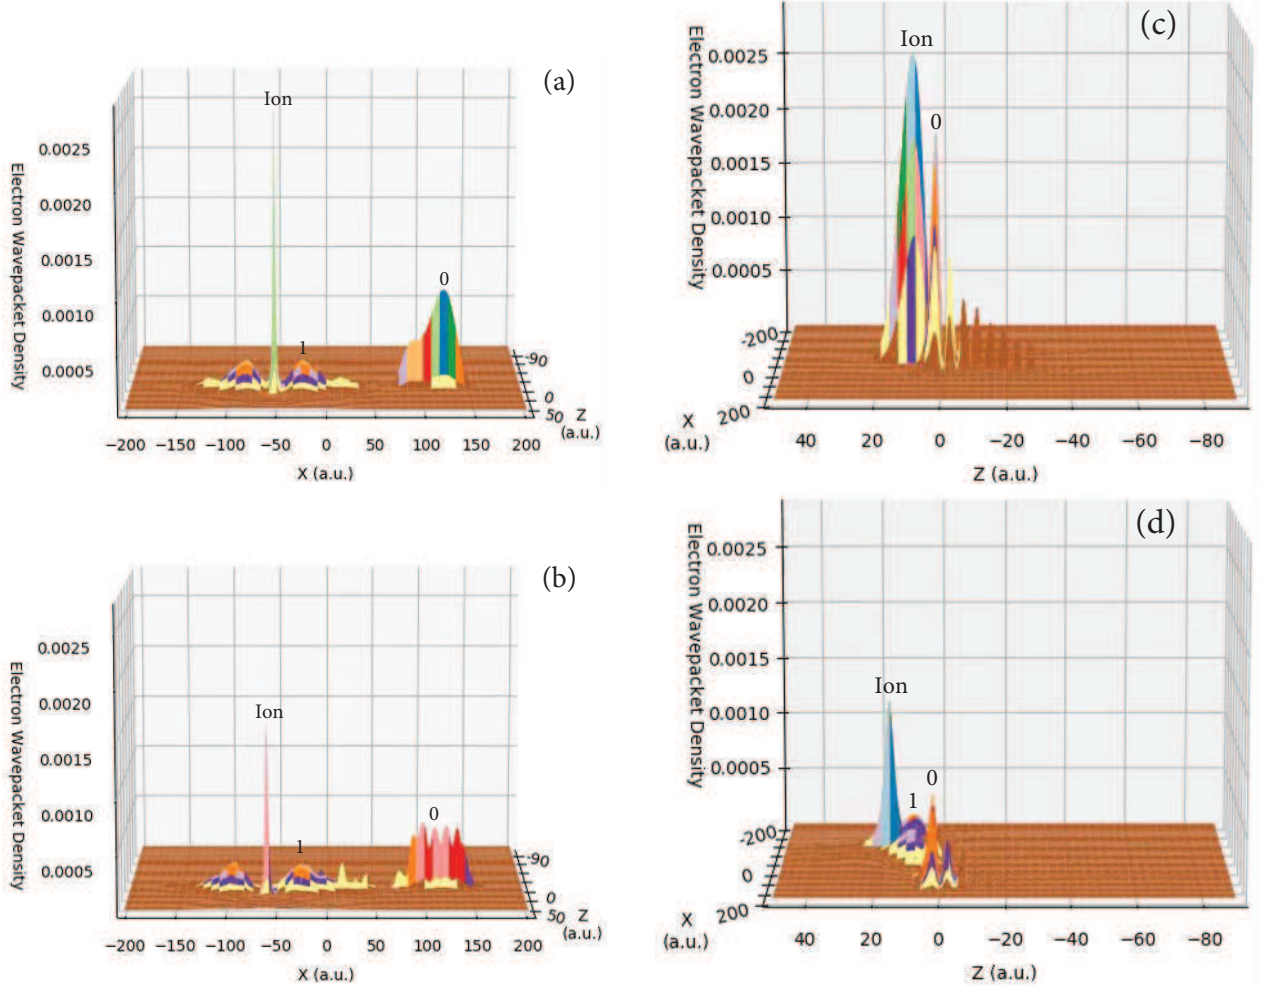 (a)
Ion
Electron Wavepacket Density
0.0025
0.0020
0.0015
0.0010
0.0005
0
1
-90
0
50
Z
(a.u.)
−200 −150 −100 −50 0 50 100 150 200
X (a.u.)
(c)
Ion
Electron Wavepacket Density
0.0025
0.0020
0.0015
0.0010
0.0005
0
-200
0
200
X
(a.u.)
40 20 0 −20 −40 −60 −80
Z (a.u.)
(b)
Ion
Electron Wavepacket Density
0.0025
0.0020
0.0015
0.0010
0.0005
0
1
-90
0
50
Z
(a.u.)
−200 −150 −100 −50 0 50 100 150 200
X (a.u.)
(d)
Ion
Electron Wavepacket Density
0.0025
0.0020
0.0015
0.0010
0.0005
0
1
-200
0
200
X
(a.u.)
40 20 0 −20 −40 −60 −80
Z (a.u.)